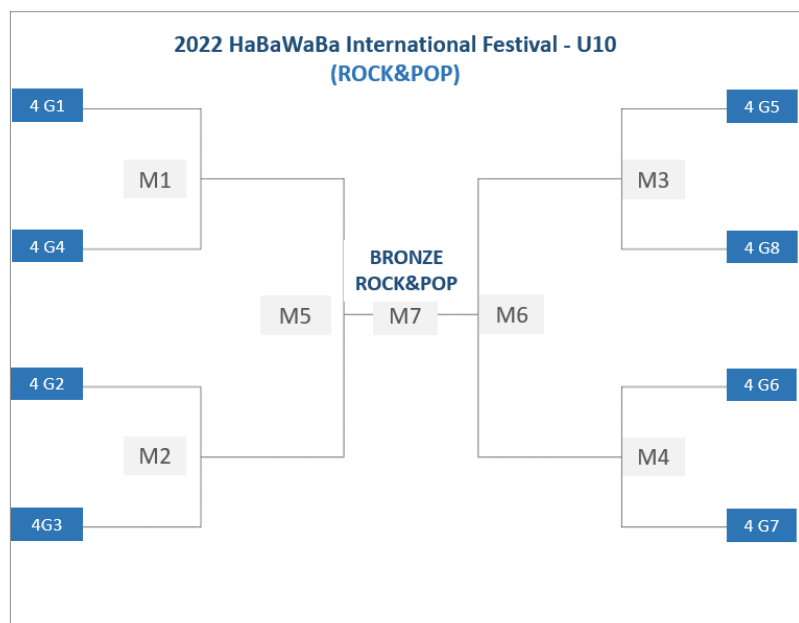 2022 HaBaWaBa International Festival - U10
(ROCK&POP)
4 G1
4 G5
M1
M3
4 G4
4 G8
BRONZE
ROCK&POP
M5
M7
M6
4 G2
4 G6
M2
M4
4G3
4 G7